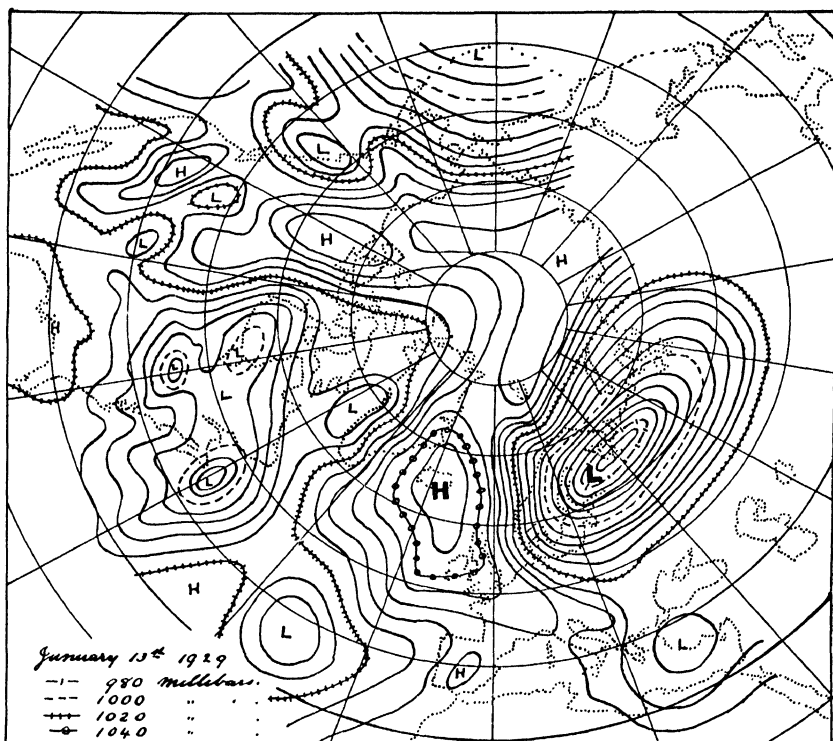 L
L
H
L
H
L
H
H
L
L
L
L
L
H
L
H
L
L
H
January 13th 1929
980 Millibars.
1000 " .
1020 " .
1040 " .